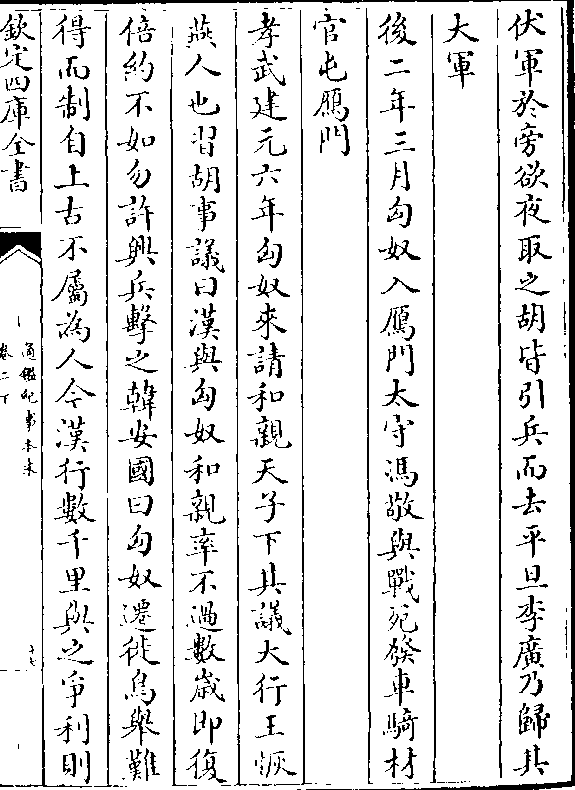 伏軍於旁欲夜取之胡皆引兵而去平旦李廣乃歸其
大軍
後二年三月匈奴入鴈門太守馮敬與戰死發車騎材
官屯鴈門
孝武建元六年匈奴來請和親天子下其議大行王恢
燕人也習胡事議曰漢與匈奴和親率不過數歲即復
倍約不如勿許興兵擊之韓安國曰匈奴遷徙鳥舉難
得而制自上古不屬為人今漢行數千里與之爭利則
欽定四庫全書
通鑑紀事本末
卷二下
十七